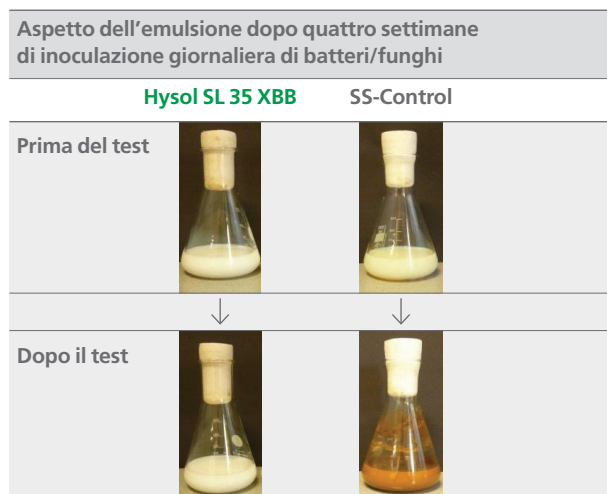 Aspetto dell'emulsione dopo quattro settimane
di inoculazione giornaliera di batteri/funghi
Hysol SL 35 XBB SS-Control
Prima del test
Dopo il test